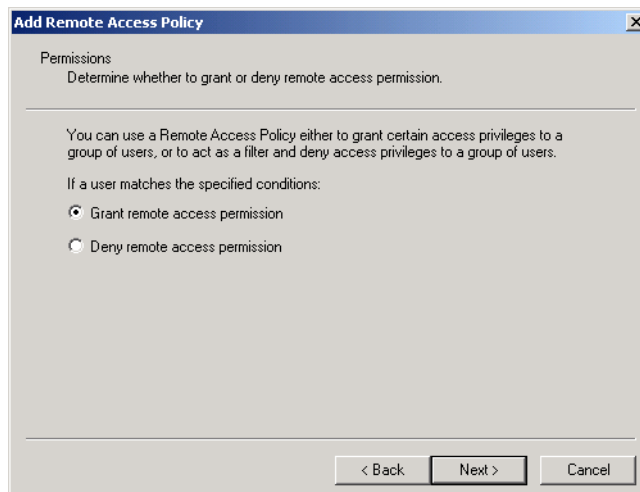 Add Remote Access Policy
Permissions
Determine whether to grant or deny remote access permission.
You can use a Remote Access Policy either to grant certain access privileges to a
group of users, or to act as a filter and deny access privileges to a group of users.
If a user matches the specified conditions:
Grant remote access permission
Deny remote access permission
< Back
Next >
Cancel